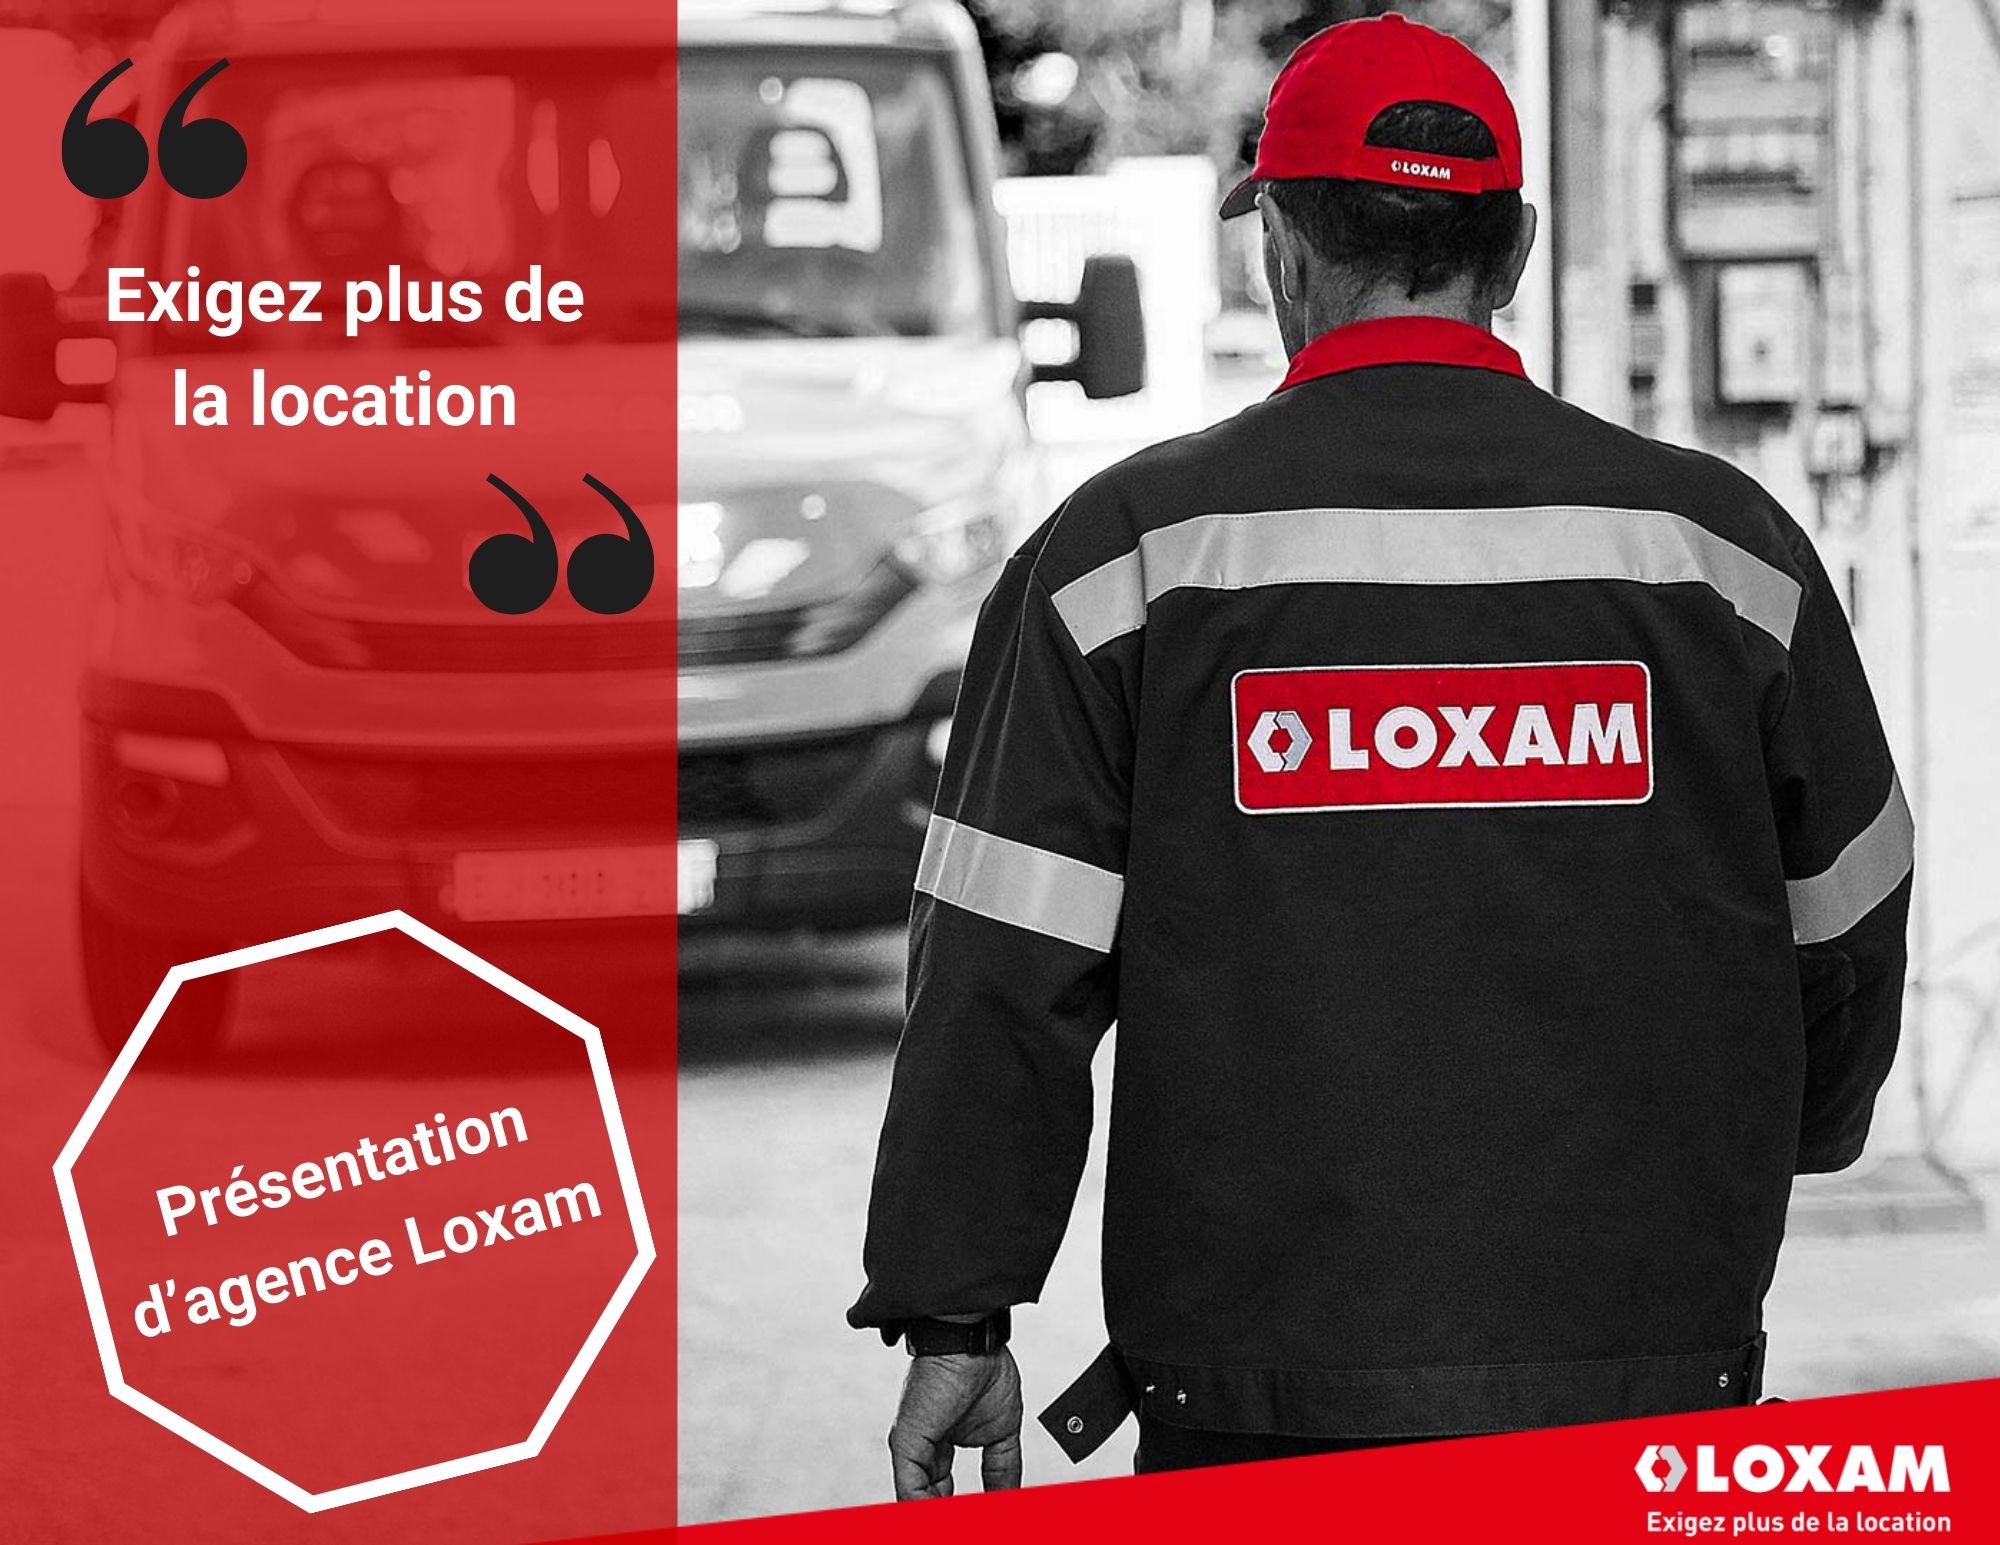 Exigez plus de
la location
LOXAM
LOXAM
Présentation
d’agence Loxam
LOXAM
Exigez plus de la location